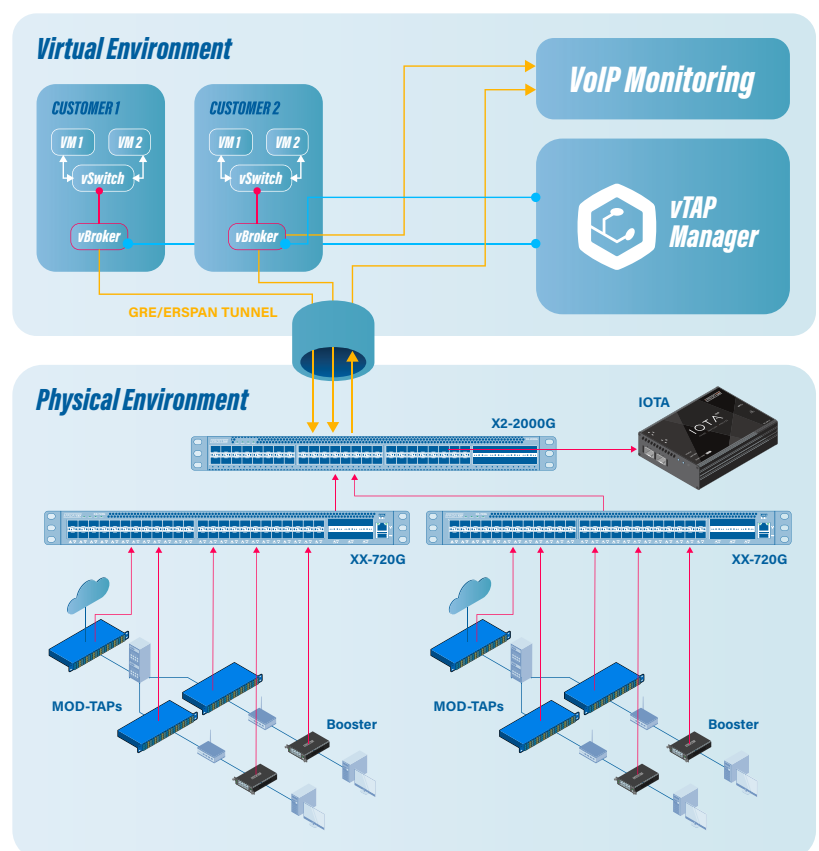 Virtual Environment
CUSTOMER 1
VM 1
VM 2
vSwitch
vBroker
CUSTOMER 2
VM 1
VM 2
vSwitch
vBroker
VoIP Monitoring
vTAP
Manager
GRE/ERSPAN TUNNEL
Physical Environment
X2-2000G
IOTA
IOTA
XX-720G
XX-720G
MOD-TAPs
Booster
MOD-TAPs
Booster